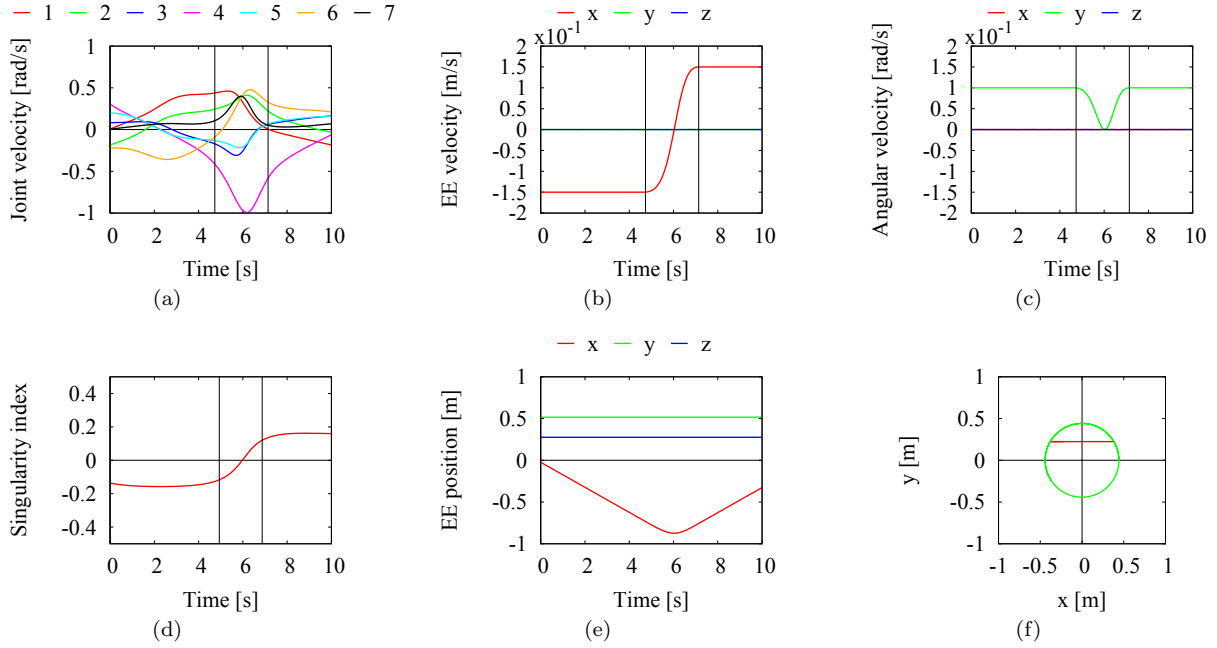 1 2 3 4 5 6 7
Joint velocity [rad/s]
1
0.5
0
-0.5
-1
0 2 4 6 8 10
Time [s]
(a)
x y z
x10-1
EE velocity [m/s]
2
1.5
1
0.5
0
-0.5
-1
-1.5
-2
0 2 4 6 8 10
Time [s]
(b)
x y z
x10-1
Angular velocity [rad/s]
2
1.5
1
0.5
0
-0.5
-1
-1.5
-2
0 2 4 6 8 10
Time [s]
(c)
Singularity index
0.4
0.2
0
-0.2
-0.4
0 2 4 6 8 10
Time [s]
(d)
x y z
EE position [m]
1
0.5
0
-0.5
-1
0 2 4 6 8 10
Time [s]
(e)
y [m]
1
0.5
0
-0.5
-1
-1 -0.5 0 0.5 1
x [m]
(f)